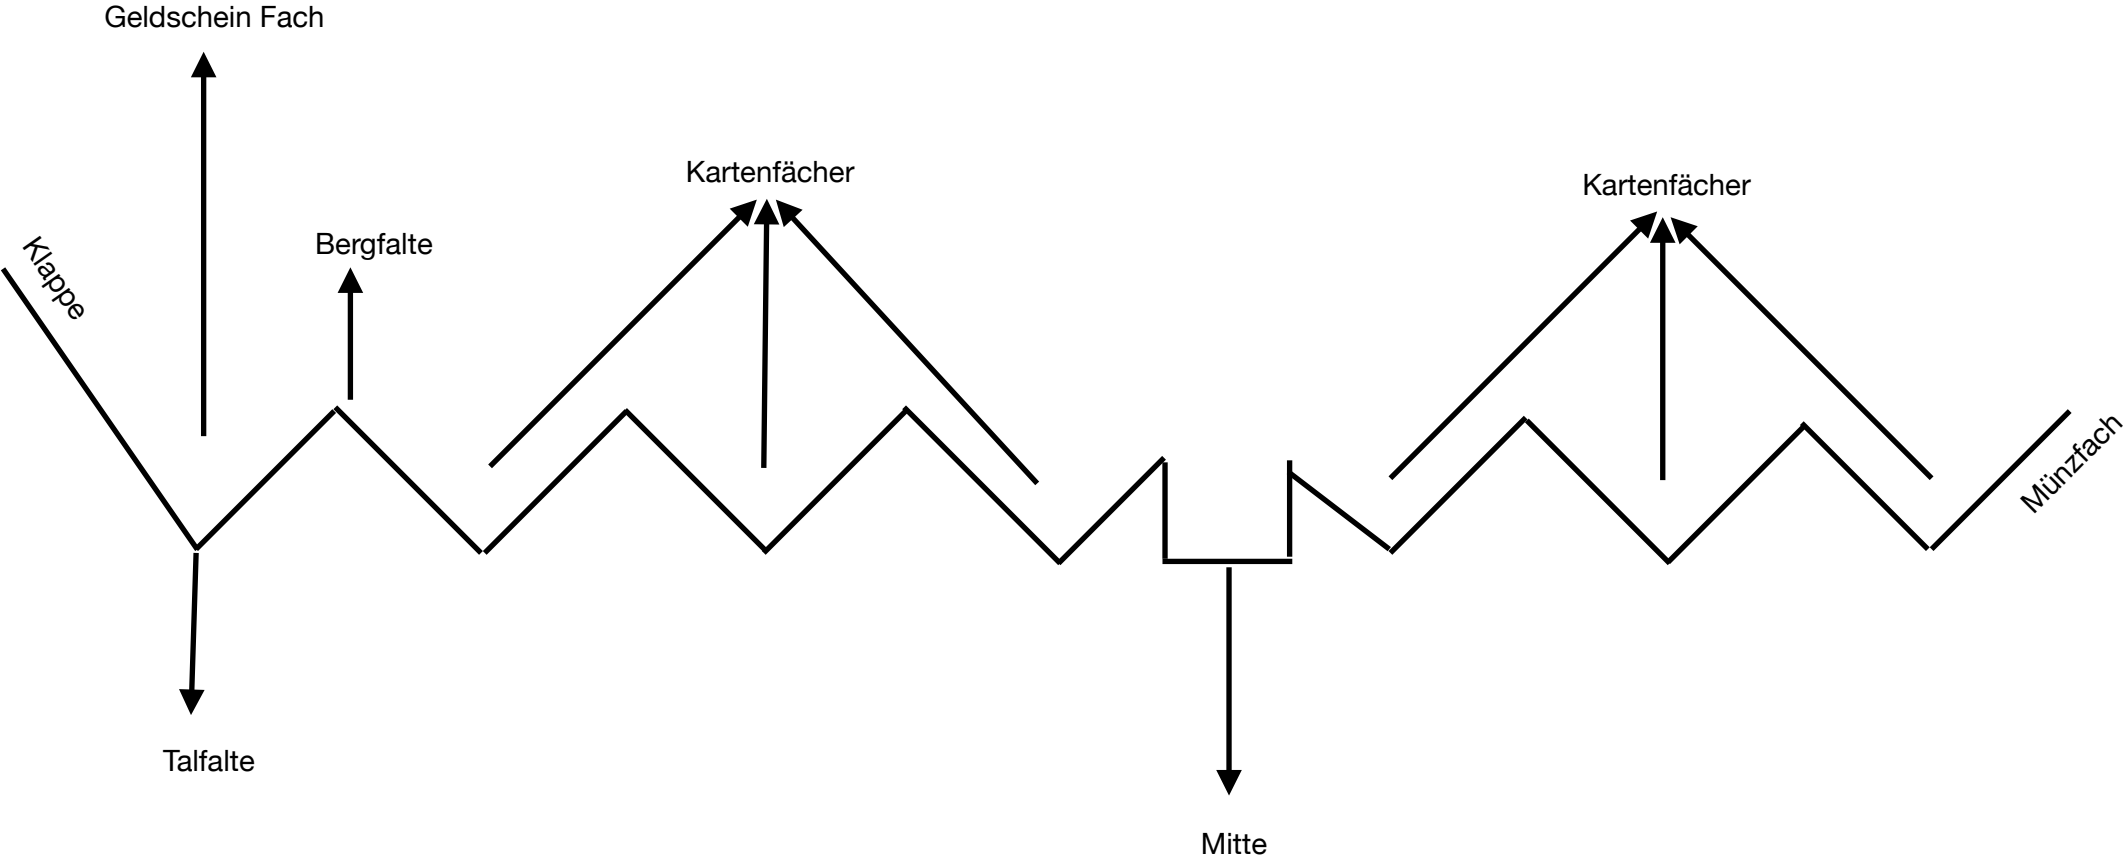 Geldschein Fach
Kartenfächer
Kartenfächer
Bergfalte
Klappe
Münzfach
Talfalte
Mitte